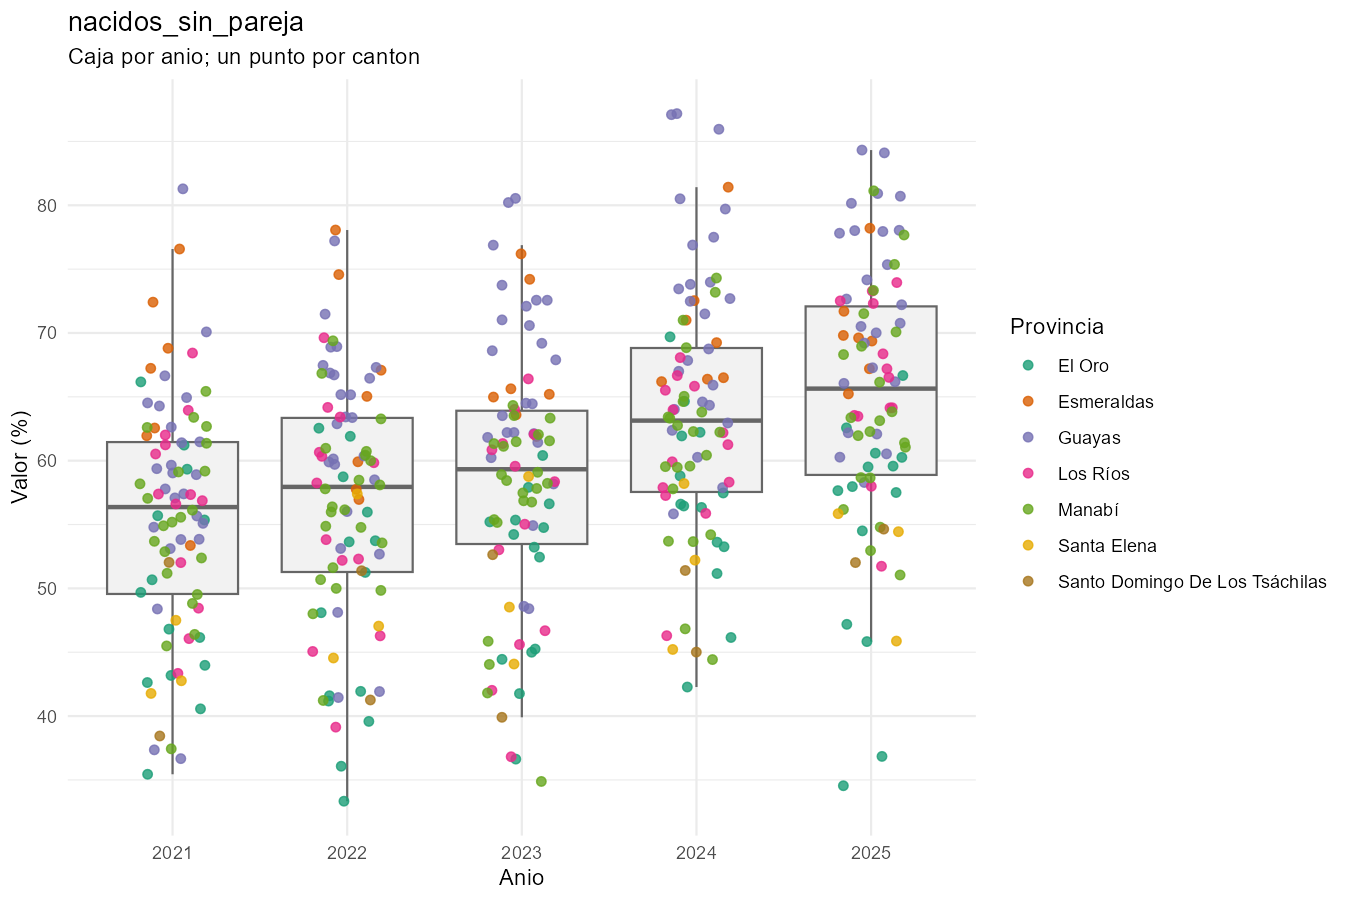 nacidos_sin_pareja
Caja por anio; un punto por canton
Valor (%)
80
70
60
50
40
2021
2022
2023
2024
2025
Anio
Provincia
El Oro
Esmeraldas
Guayas
Los Ríos
Manabí
Santa Elena
Santo Domingo De Los Tsáchilas